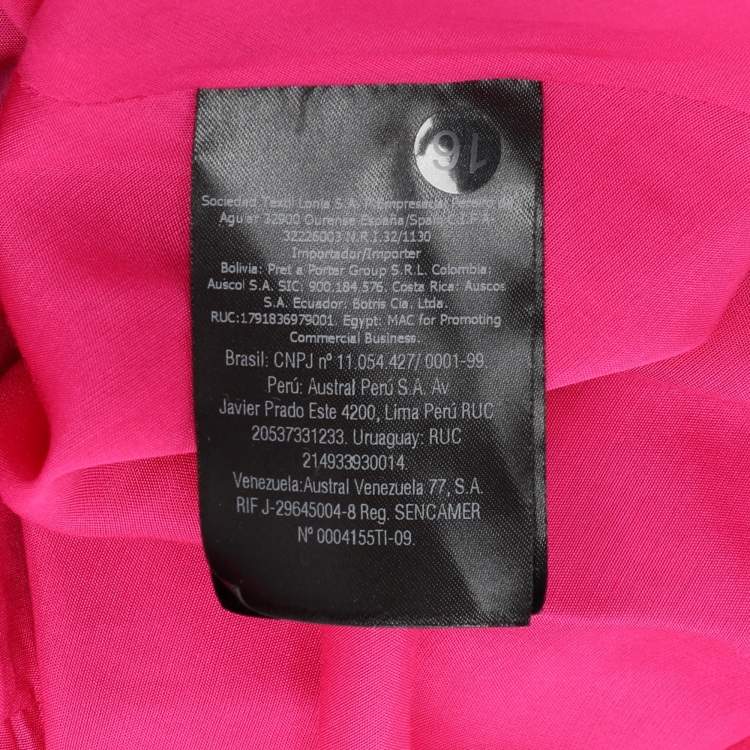 16
Sociedad Textil Lonia S.A. P. Empresarial Pereiro de
Aguiar 32900 Ourense España/Spain C.I.F A-
32226003 N.R.I.32/1130
Importador/Importer
Bolivia: Pret a Porter Group S.R.L. Colombia:
Auscol S.A. SIC: 900.184.576. Costa Rica: Auscos
S.A. Ecuador: Botris Cia. Ltda.
RUC:1791836979001. Egypt: MAC for Promoting
Commercial Business.
Brasil: CNPJ nº 11.054.427/ 0001-99.
Perú: Austral Perú S.A. Av
Javier Prado Este 4200, Lima Perú RUC
20537331233. Uruguay: RUC
214933930014.
Venezuela:Austral Venezuela 77, S.A.
RIF J-29645004-8 Reg. SENCAMER
Nº 0004155TI-09.